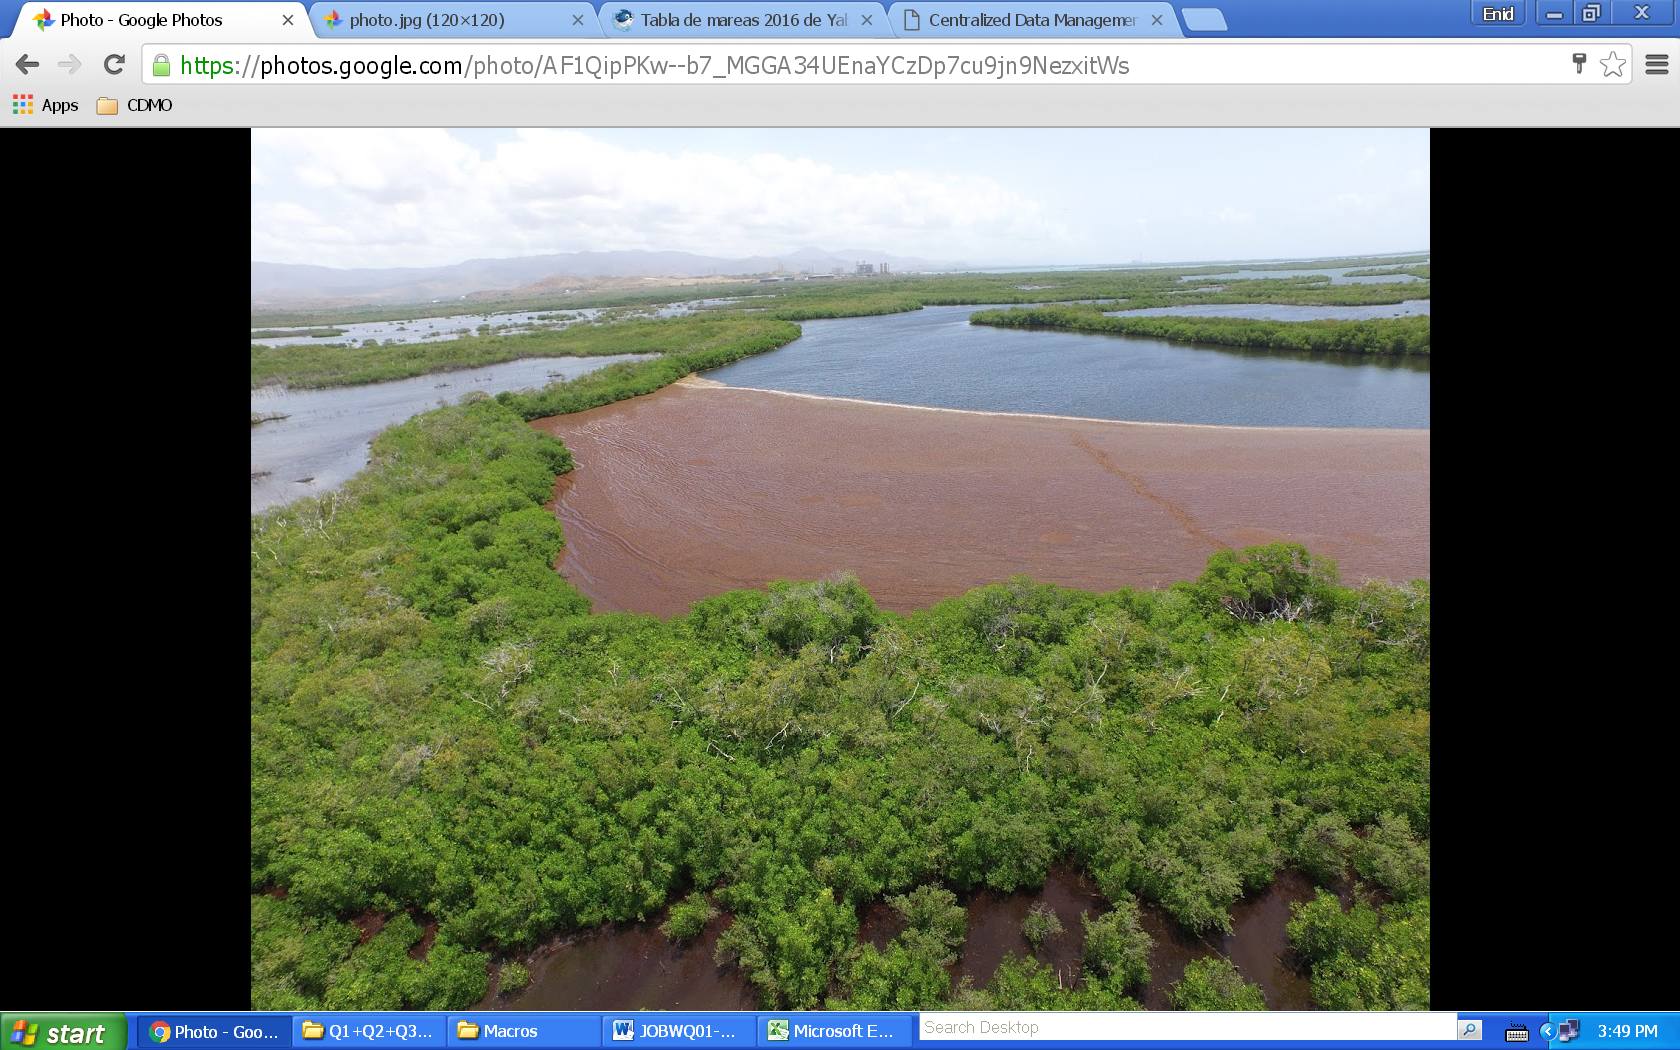 Photo - Google Photos
photo.jpg (120×120)
Tabla de mareas 2016 de Yab
Centralized Data Managemen
Enid
https://photos.google.com/photo/AF1QipPKw--b7_MGGA34UEnaYCzDp7cu9jn9NezxitWs
Apps
CDMO
start
Photo - Goo...
Q1+Q2+Q3...
Macros
JOBWQ01-...
Microsoft E...
Search Desktop
3:49 PM